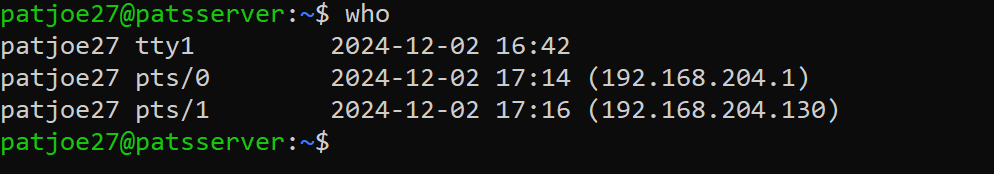 patjoe27@patsserver:~$ who
patjoe27 tty1         2024-12-02 16:42
patjoe27 pts/0        2024-12-02 17:14 (192.168.204.1)
patjoe27 pts/1        2024-12-02 17:16 (192.168.204.130)
patjoe27@patsserver:~$